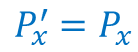 P'ₓ = Pₓ